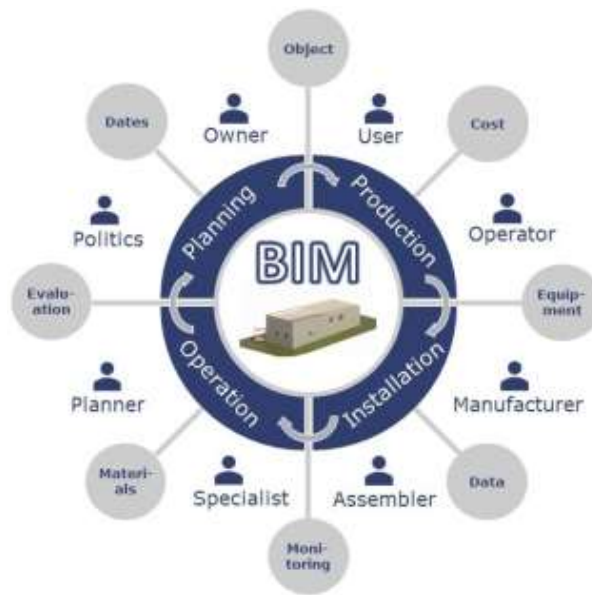 Object
Dates
Owner
User
Cost
Planning
Production
Politics
Operator
BIM
Evalu-
ation
Equip-
ment
Operation
Installation
Planner
Manufacturer
Materi-
als
Specialist
Assembler
Data
Moni-
toring